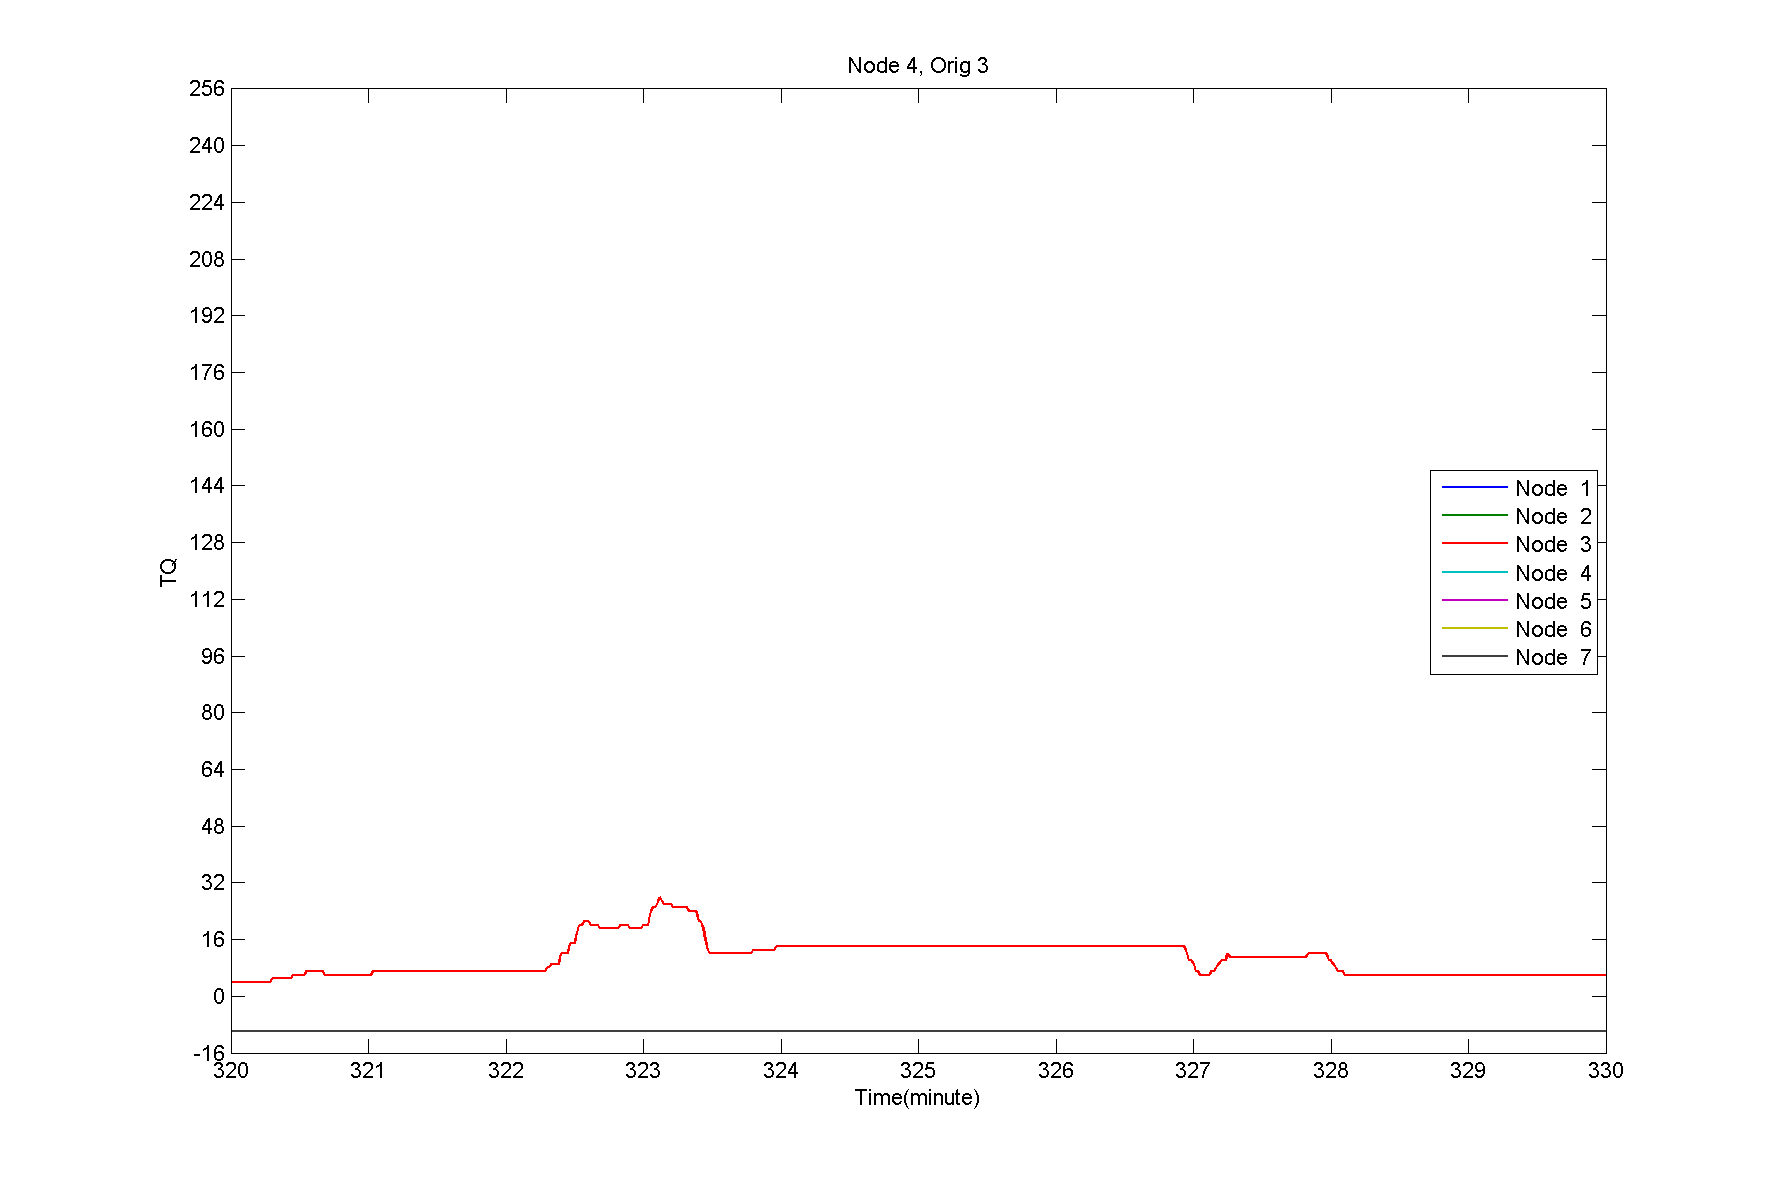 Node 4, Orig 3
256
240
224
208
192
176
160
144
128
112
96
80
64
48
32
16
0
-16
TQ
Node 1
Node 2
Node 3
Node 4
Node 5
Node 6
Node 7
320 321 322 323 324 325 326 327 328 329 330
Time(minute)